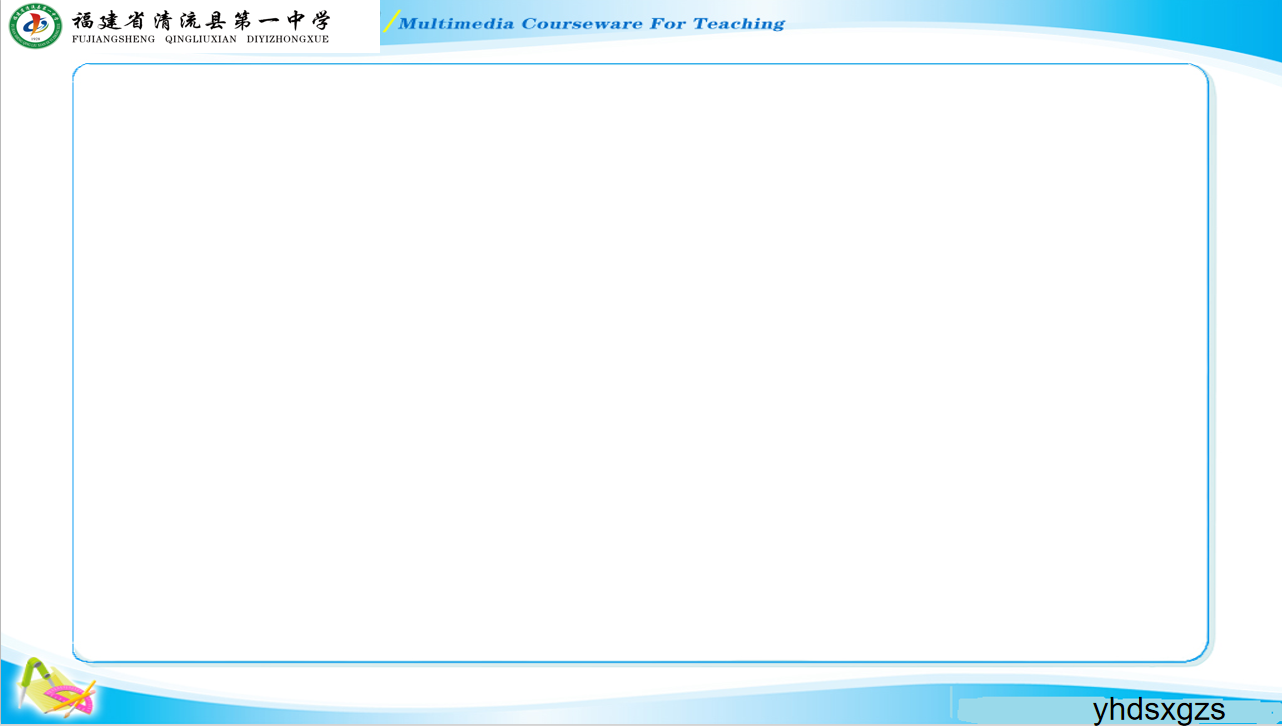 福建省清流县第一中学
FUJIANGSHENG QINGLIUXIAN DIYIZHONGXUE
Multimedia Courseware For Teaching
yhdsxgzs